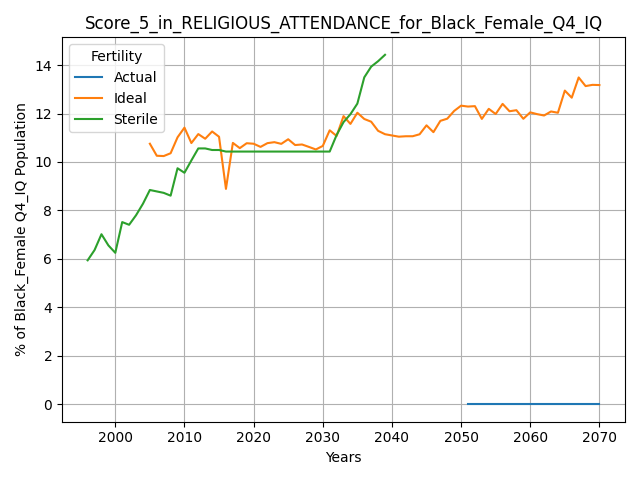 Score_5_in_RELIGIOUS_ATTENDANCE_for_Black_Female_Q4_IQ
Fertility
Actual
Ideal
Sterile
% of Black_Female Q4_IQ Population
14
12
10
8
6
4
2
0
2000 2010 2020 2030 2040 2050 2060 2070
Years